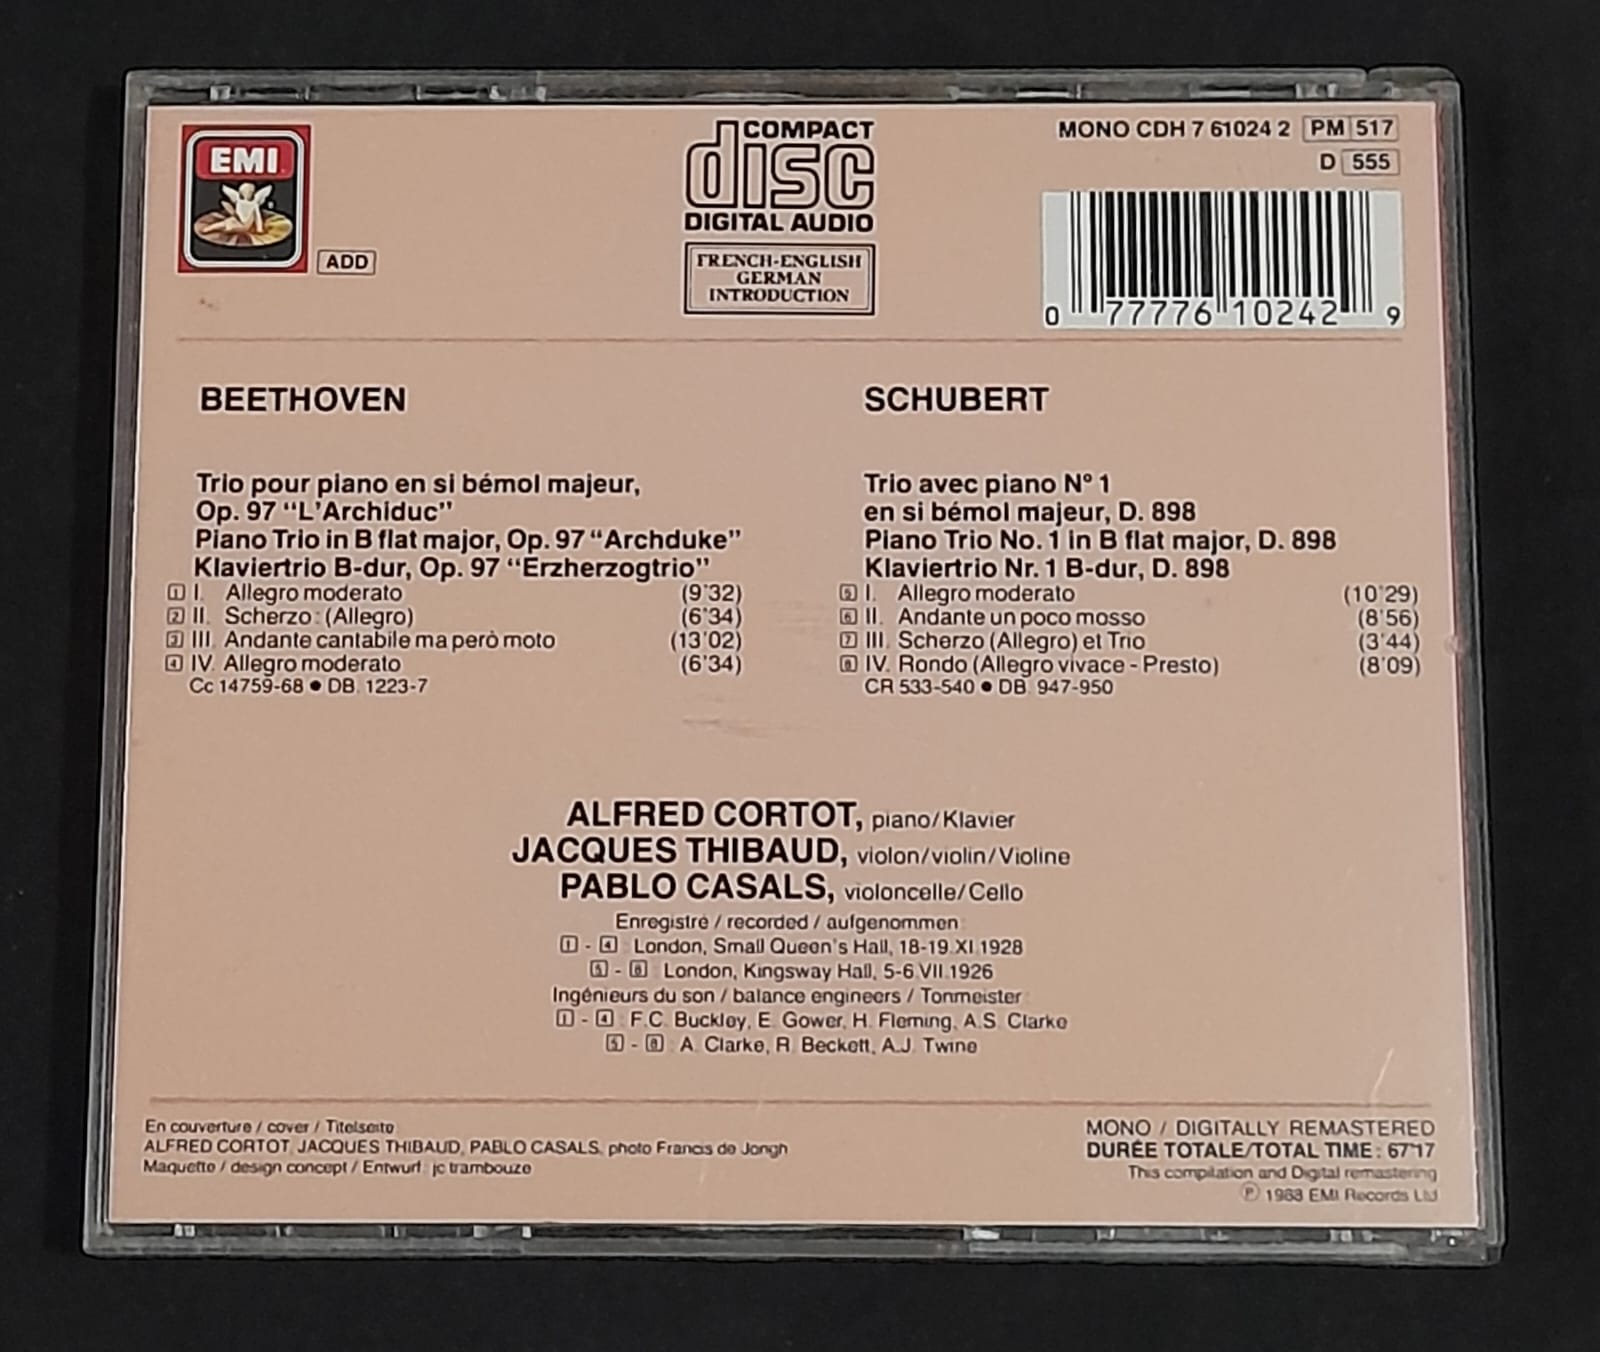 EMI
ADD
COMPACT
disc
DIGITAL AUDIO
FRENCH-ENGLISH
GERMAN
INTRODUCTION
MONO CDH 7 61024 2 PM 517
D 555
0 77776 10242 9
BEETHOVEN
Trio pour piano en si bémol majeur,
Op. 97 “L'Archiduc”
Piano Trio in B flat major, Op. 97 “Archduke”
Klaviertrio B-dur, Op. 97 “Erzherzogtrio”
1 I. Allegro moderato (9'32)
2 II. Scherzo : (Allegro) (6'34)
3 III. Andante cantabile ma però moto (13'02)
4 IV. Allegro moderato (6'34)
Cc 14759-68 ● DB. 1223-7
SCHUBERT
Trio avec piano N° 1
en si bémol majeur, D. 898
Piano Trio No. 1 in B flat major, D. 898
Klaviertrio Nr. 1 B-dur, D. 898
5 I. Allegro moderato (10'29)
6 II. Andante un poco mosso (8'56)
7 III. Scherzo (Allegro) et Trio (3'44)
8 IV. Rondo (Allegro vivace - Presto) (8'09)
CR 533-540 ● DB. 947-950
ALFRED CORTOT, piano/Klavier
JACQUES THIBAUD, violon/violin/Violine
PABLO CASALS, violoncelle/Cello
Enregistré / recorded / aufgenommen :
1 - 4 : London, Small Queen's Hall, 18-19.XI.1928
5 - 8 : London, Kingsway Hall, 5-6.VII.1926
Ingénieurs du son / balance engineers / Tonmeister :
1 - 4 : F.C. Buckley, E. Gower, H. Fleming, A.S. Clarke
5 - 8 : A. Clarke, R. Beckett, A.J. Twine
En couverture / cover / Titelseite
ALFRED CORTOT, JACQUES THIBAUD, PABLO CASALS, photo Francis de Jongh
Maquette / design concept / Entwurf : jc trambouze
MONO / DIGITALLY REMASTERED
DURÉE TOTALE/TOTAL TIME : 67'17
This compilation and Digital remastering
℗ 1988 EMI Records Ltd